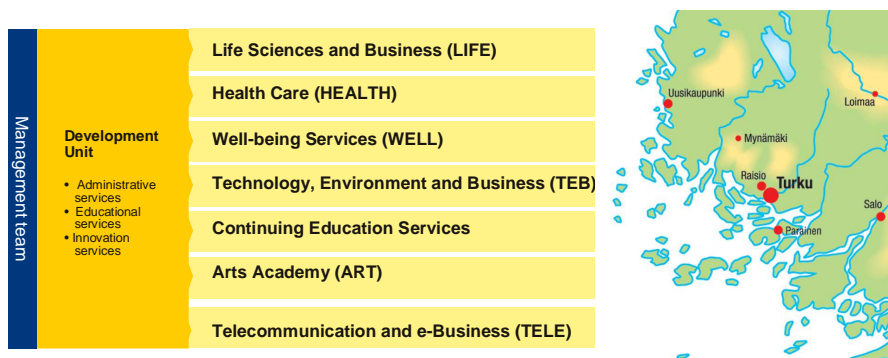 Management team
Development
Unit
• Administrative
services
• Educational
services
• Innovation
services
Life Sciences and Business (LIFE)
Health Care (HEALTH)
Well-being Services (WELL)
Technology, Environment and Business (TEB)
Continuing Education Services
Arts Academy (ART)
Telecommunication and e-Business (TELE)
Uusikaupunki
Loimaa
Mynämäki
Raisio
Turku
Salo
Parainen